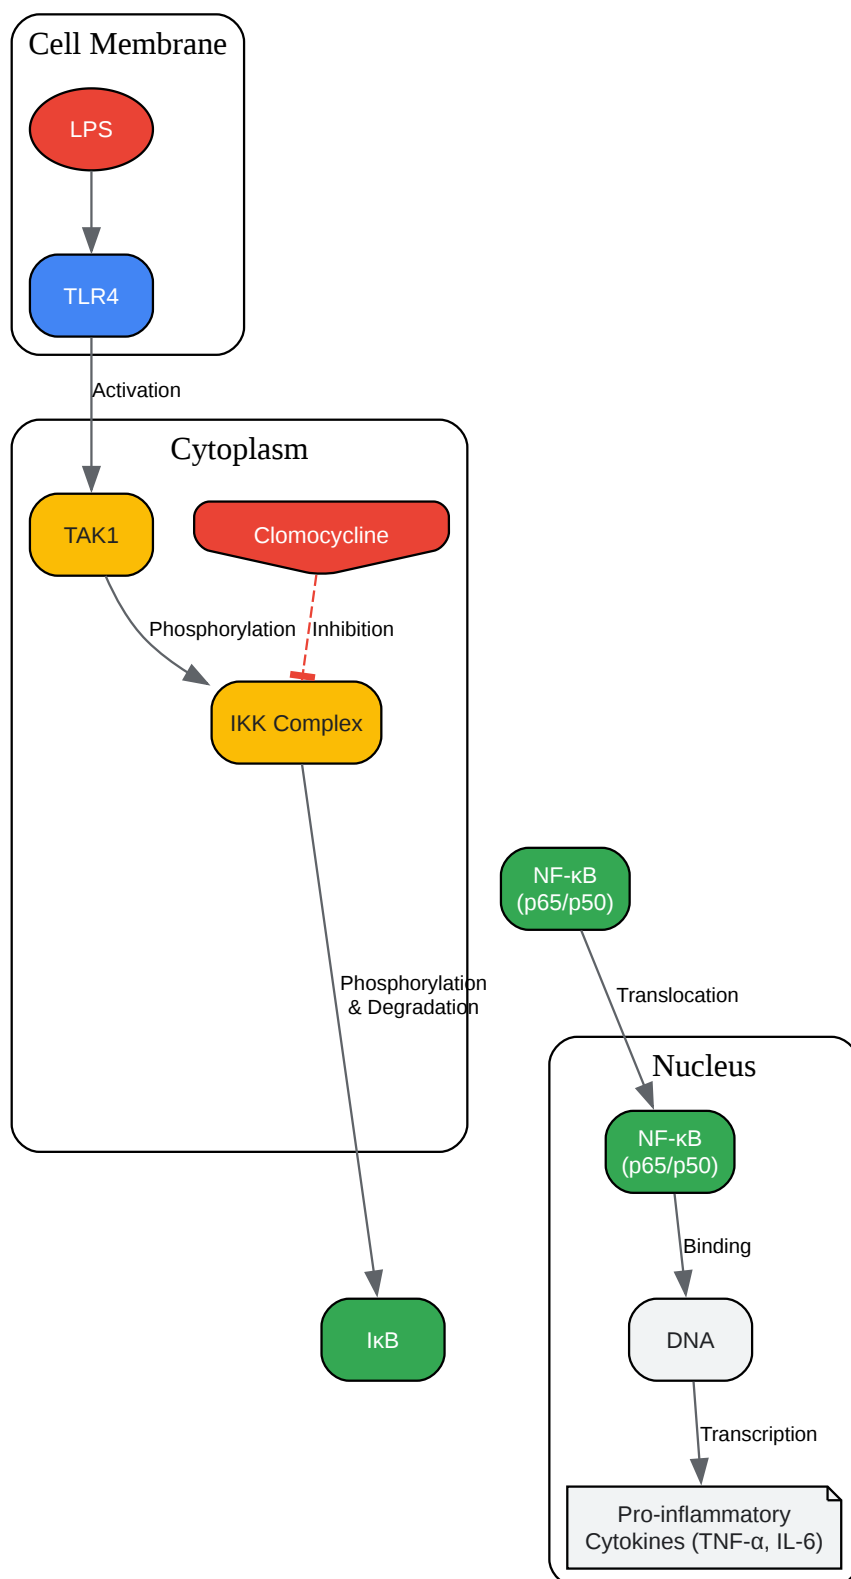 Cell Membrane
LPS
TLR4
Activation
Cytoplasm
TAK1
Clomocycline
Phosphorylation
Inhibition
IKK Complex
NF-κB
(p65/p50)
Phosphorylation
& Degradation
Translocation
Nucleus
NF-κB
(p65/p50)
Binding
IκB
DNA
Transcription
Pro-inflammatory
Cytokines (TNF-α, IL-6)